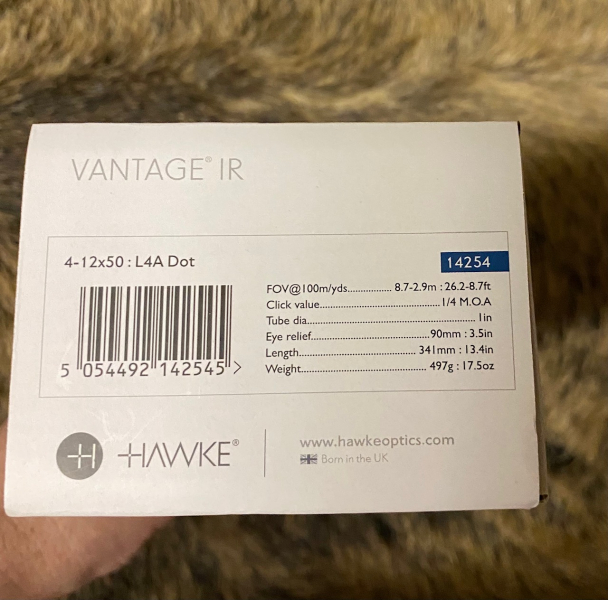 VANTAGE® IR
4-12x50 : L4A Dot
14254
FOV@100m/yds................. 8.7-2.9m : 26.2-8.7ft
Click value............................................1/4 M.O.A
Tube dia............................................................ 1in
Eye relief..........................................90mm : 3.5in
Length......................................... 341mm : 13.4in
Weight............................................ 497g : 17.5oz
5 054492 142545 >
HAWKE®
www.hawkeoptics.com
Born in the UK